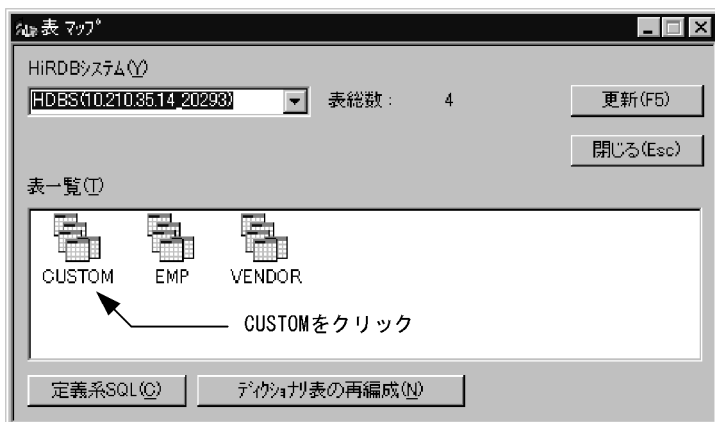 表 マップ
HiRDBシステム(Y)
HDBS(10.210.35.14_20293)
表総数 : 4
更新(F5)
閉じる(Esc)
表一覧(T)
CUSTOM EMP VENDOR
CUSTOMをクリック
定義系SQL(C) ディクショナリ表の再編成(N)